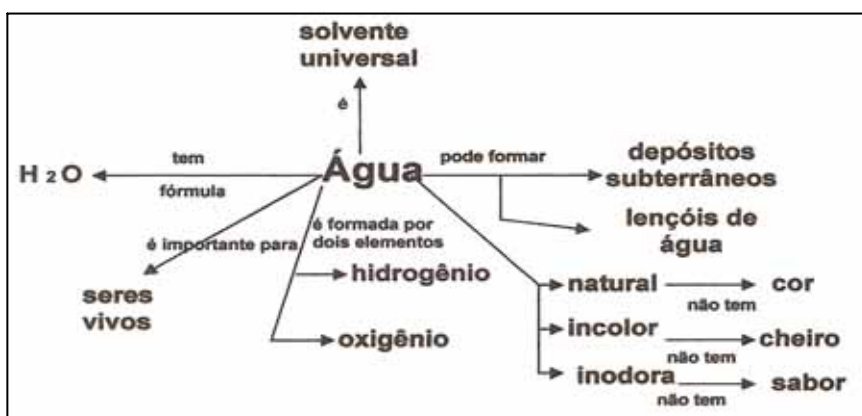 solvente
universal
é
H₂O
tem
fórmula
Água
pode formar
depósitos
subterrâneos
lençóis de
água
é importante para
seres
vivos
é formada por
dois elementos
hidrogênio
oxigênio
natural
não tem
cor
incolor
não tem
cheiro
inodora
não tem
sabor